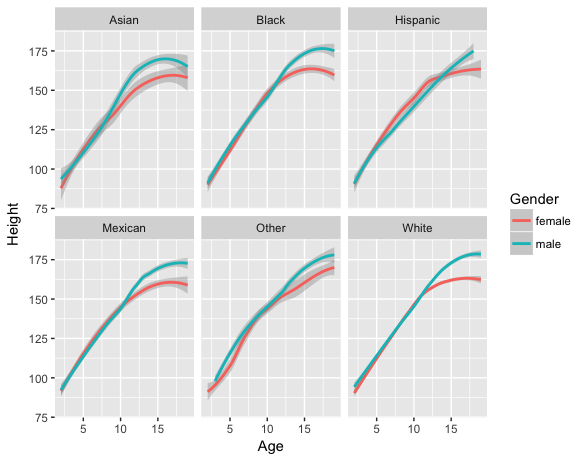 Asian Black Hispanic
175
150
125
100
75
Height
Mexican Other White
175
150
125
100
75
5 10 15 5 10 15 5 10 15
Age
Gender
female
male